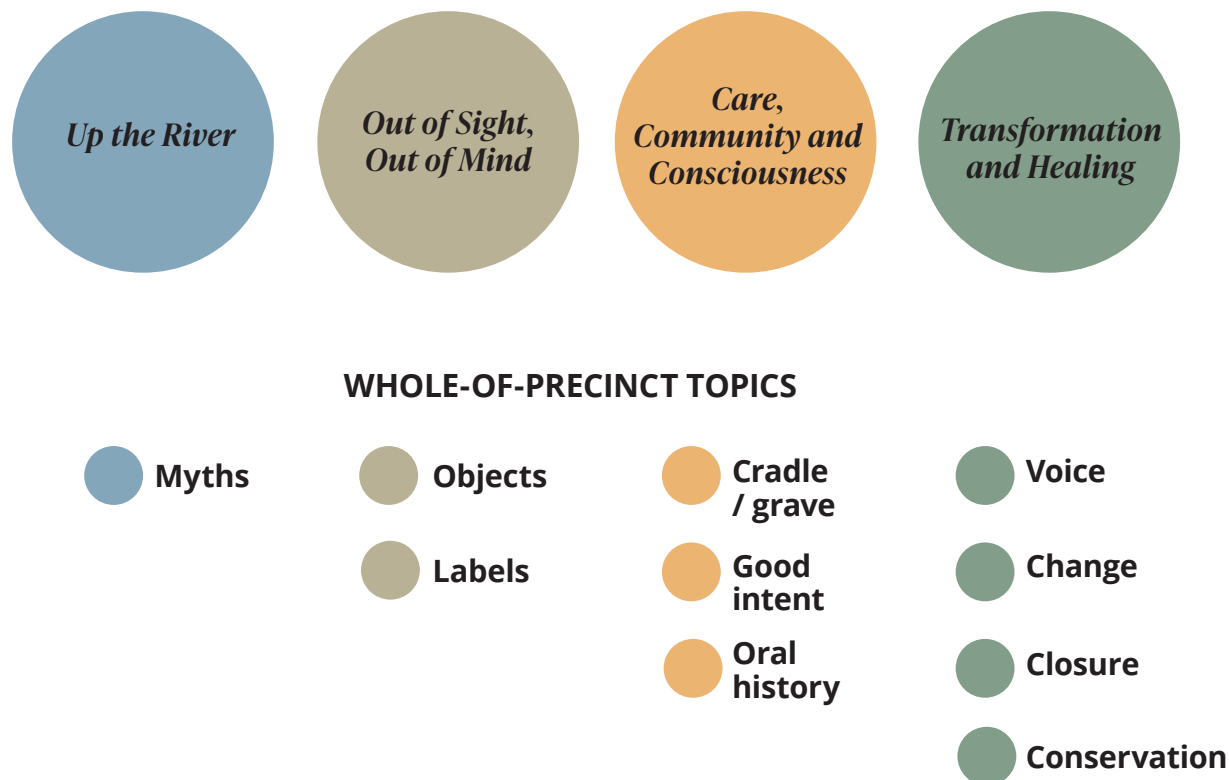 Up the River
Out of Sight,
Out of Mind
Care,
Community and
Consciousness
Transformation
and Healing
WHOLE-OF-PRECINCT TOPICS
Myths
Objects
Labels
Cradle
/ grave
Good
intent
Oral
history
Voice
Change
Closure
Conservation